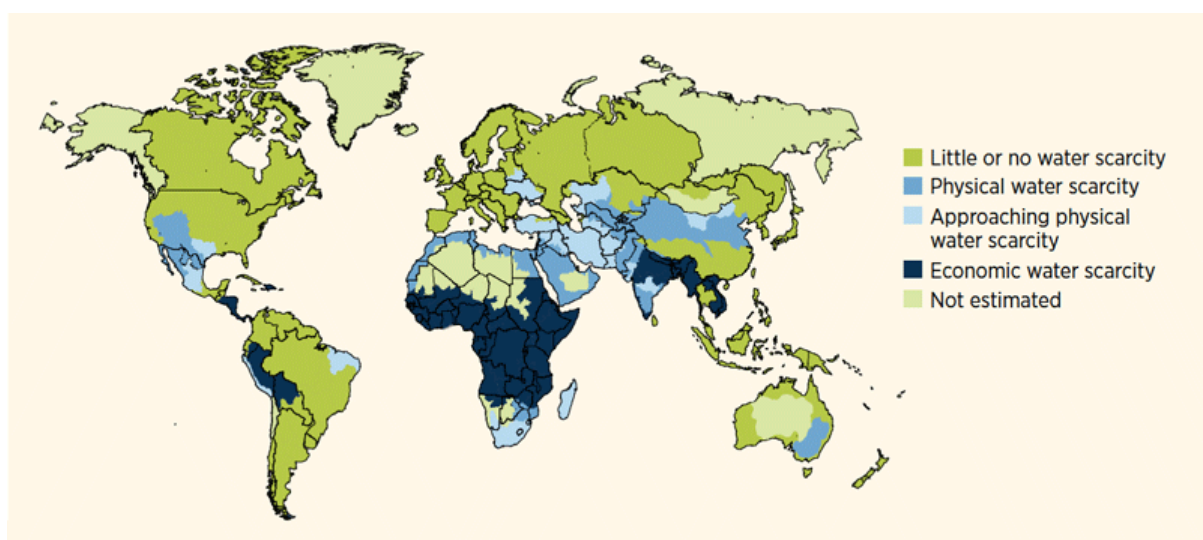 Little or no water scarcity
Physical water scarcity
Approaching physical
water scarcity
Economic water scarcity
Not estimated